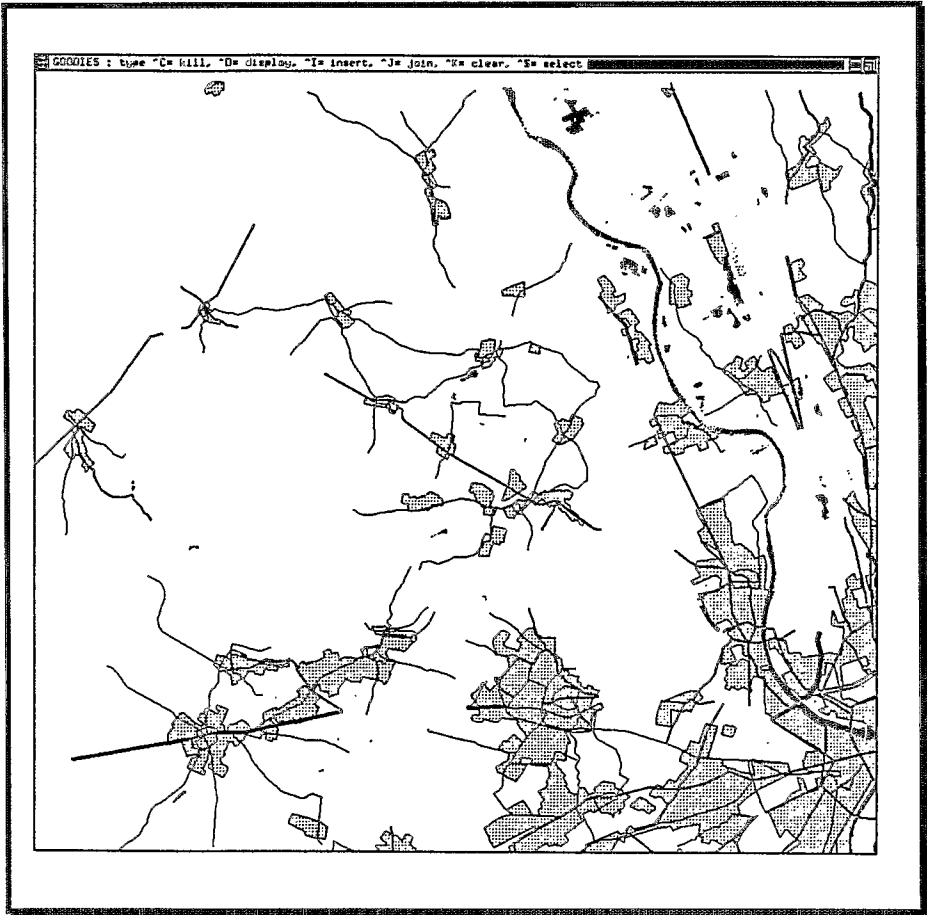 GOODIES : type ^C= kill, ^D= display, ^I= insert, ^J= join, ^K= clear, ^S= select